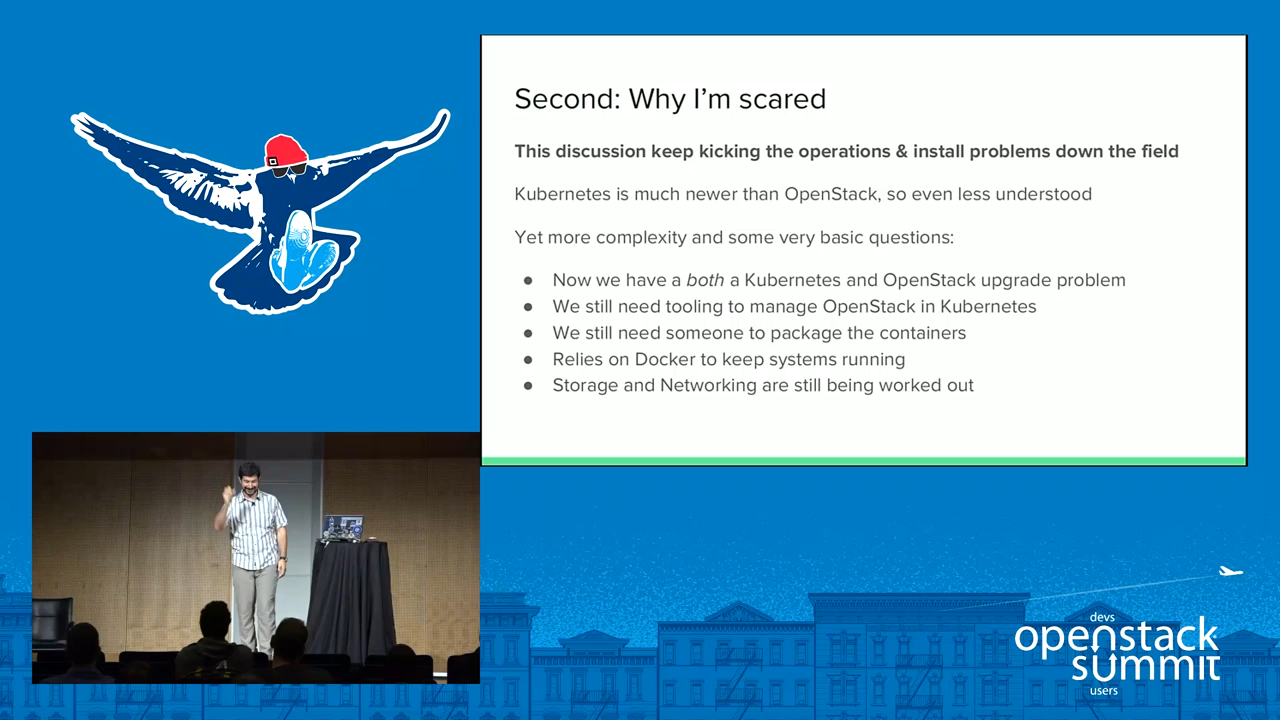 Second: Why I'm scared
This discussion keep kicking the operations & install problems down the field
Kubernetes is much newer than OpenStack, so even less understood
Yet more complexity and some very basic questions:
● Now we have a both a Kubernetes and OpenStack upgrade problem
● We still need tooling to manage OpenStack in Kubernetes
● We still need someone to package the containers
● Relies on Docker to keep systems running
● Storage and Networking are still being worked out
devs
openstack
summit
users